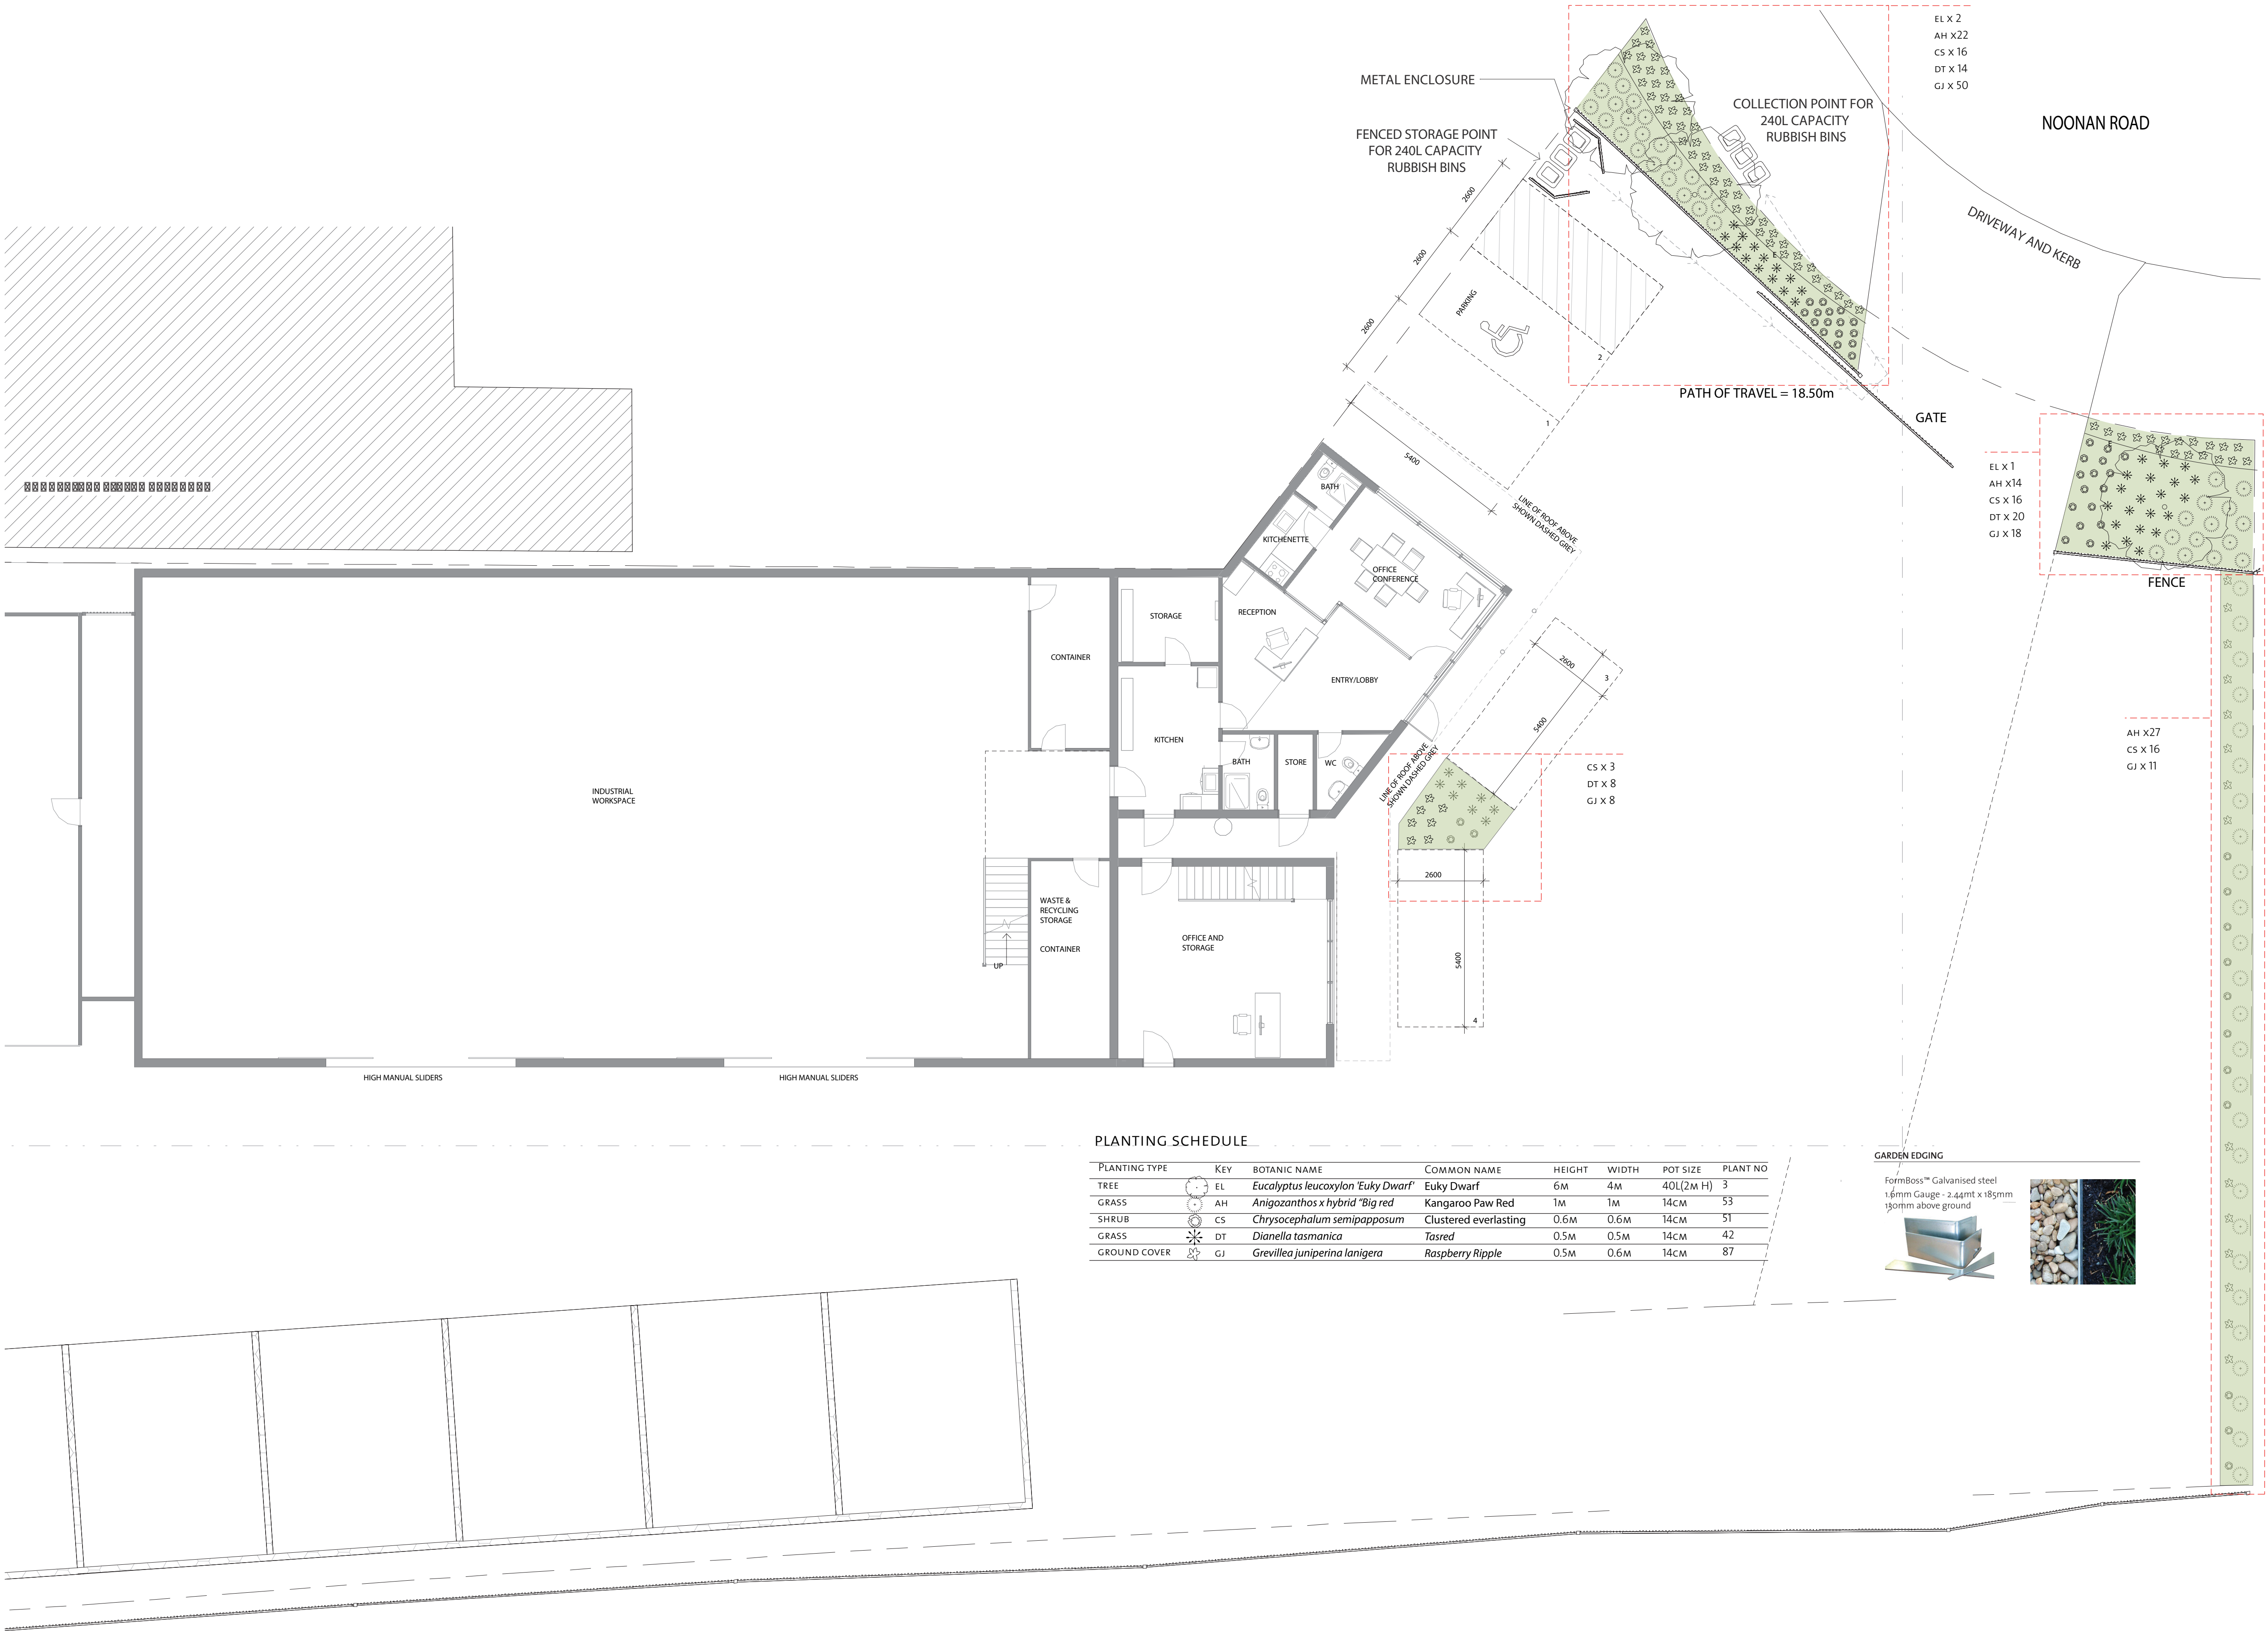 EL X 2
AH X22
CS X 16
DT X 14
GJ X 50
NOONAN ROAD
METAL ENCLOSURE
COLLECTION POINT FOR
240L CAPACITY
RUBBISH BINS
FENCED STORAGE POINT
FOR 240L CAPACITY
RUBBISH BINS
2600
2600
2600
DRIVEWAY AND KERB
PARKING
2
1
PATH OF TRAVEL = 18.50m
GATE
5400
EL X 1
AH X14
CS X 16
DT X 20
GJ X 18
FENCE
LINE OF ROOF ABOVE
SHOWN DASHED GREY
BATH
KITCHENETTE
OFFICE
CONFERENCE
RECEPTION
STORAGE
CONTAINER
ENTRY/LOBBY
2600
3
5400
KITCHEN
BATH
STORE
WC
LINE OF ROOF ABOVE
SHOWN DASHED GREY
CS X 3
DT X 8
GJ X 8
AH X27
CS X 16
GJ X 11
INDUSTRIAL
WORKSPACE
2600
5400
4
WASTE &
RECYCLING
STORAGE
CONTAINER
UP
OFFICE AND
STORAGE
HIGH MANUAL SLIDERS
HIGH MANUAL SLIDERS
PLANTING SCHEDULE
PLANTING TYPE KEY BOTANIC NAME COMMON NAME HEIGHT WIDTH POT SIZE PLANT NO
TREE EL Eucalyptus leucoxylon 'Euky Dwarf' Euky Dwarf 6M 4M 40L(2M H) 3
GRASS AH Anigozanthos x hybrid "Big red Kangaroo Paw Red 1M 1M 14CM 53
SHRUB CS Chrysocephalum semipapposum Clustered everlasting 0.6M 0.6M 14CM 51
GRASS DT Dianella tasmanica Tasred 0.5M 0.5M 14CM 42
GROUND COVER GJ Grevillea juniperina lanigera Raspberry Ripple 0.5M 0.6M 14CM 87
GARDEN EDGING
FormBoss™ Galvanised steel
1.6mm Gauge - 2.44mt x 185mm
130mm above ground